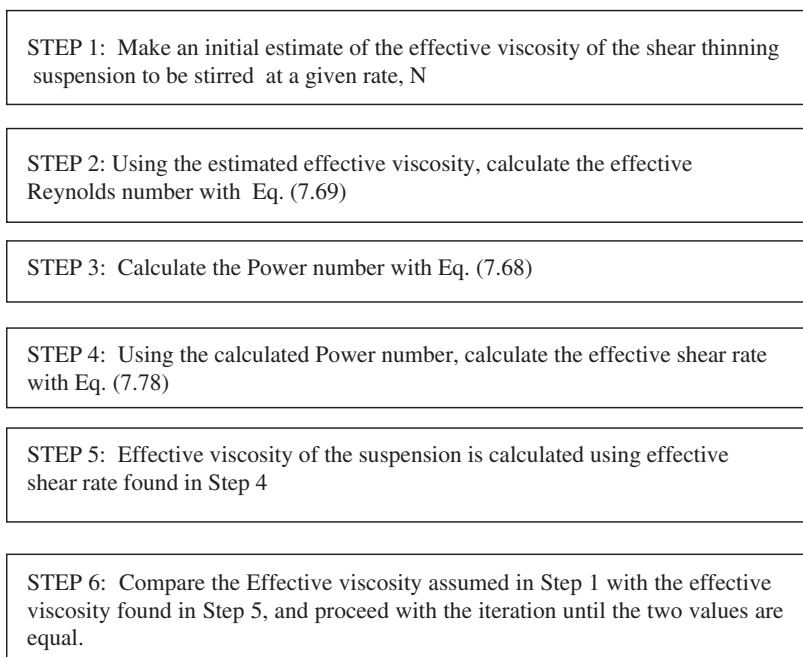 STEP 1: Make an initial estimate of the effective viscosity of the shear thinning
suspension to be stirred at a given rate, N
STEP 2: Using the estimated effective viscosity, calculate the effective
Reynolds number with Eq. (7.69)
STEP 3: Calculate the Power number with Eq. (7.68)
STEP 4: Using the calculated Power number, calculate the effective shear rate
with Eq. (7.78)
STEP 5: Effective viscosity of the suspension is calculated using effective
shear rate found in Step 4
STEP 6: Compare the Effective viscosity assumed in Step 1 with the effective
viscosity found in Step 5, and proceed with the iteration until the two values are
equal.